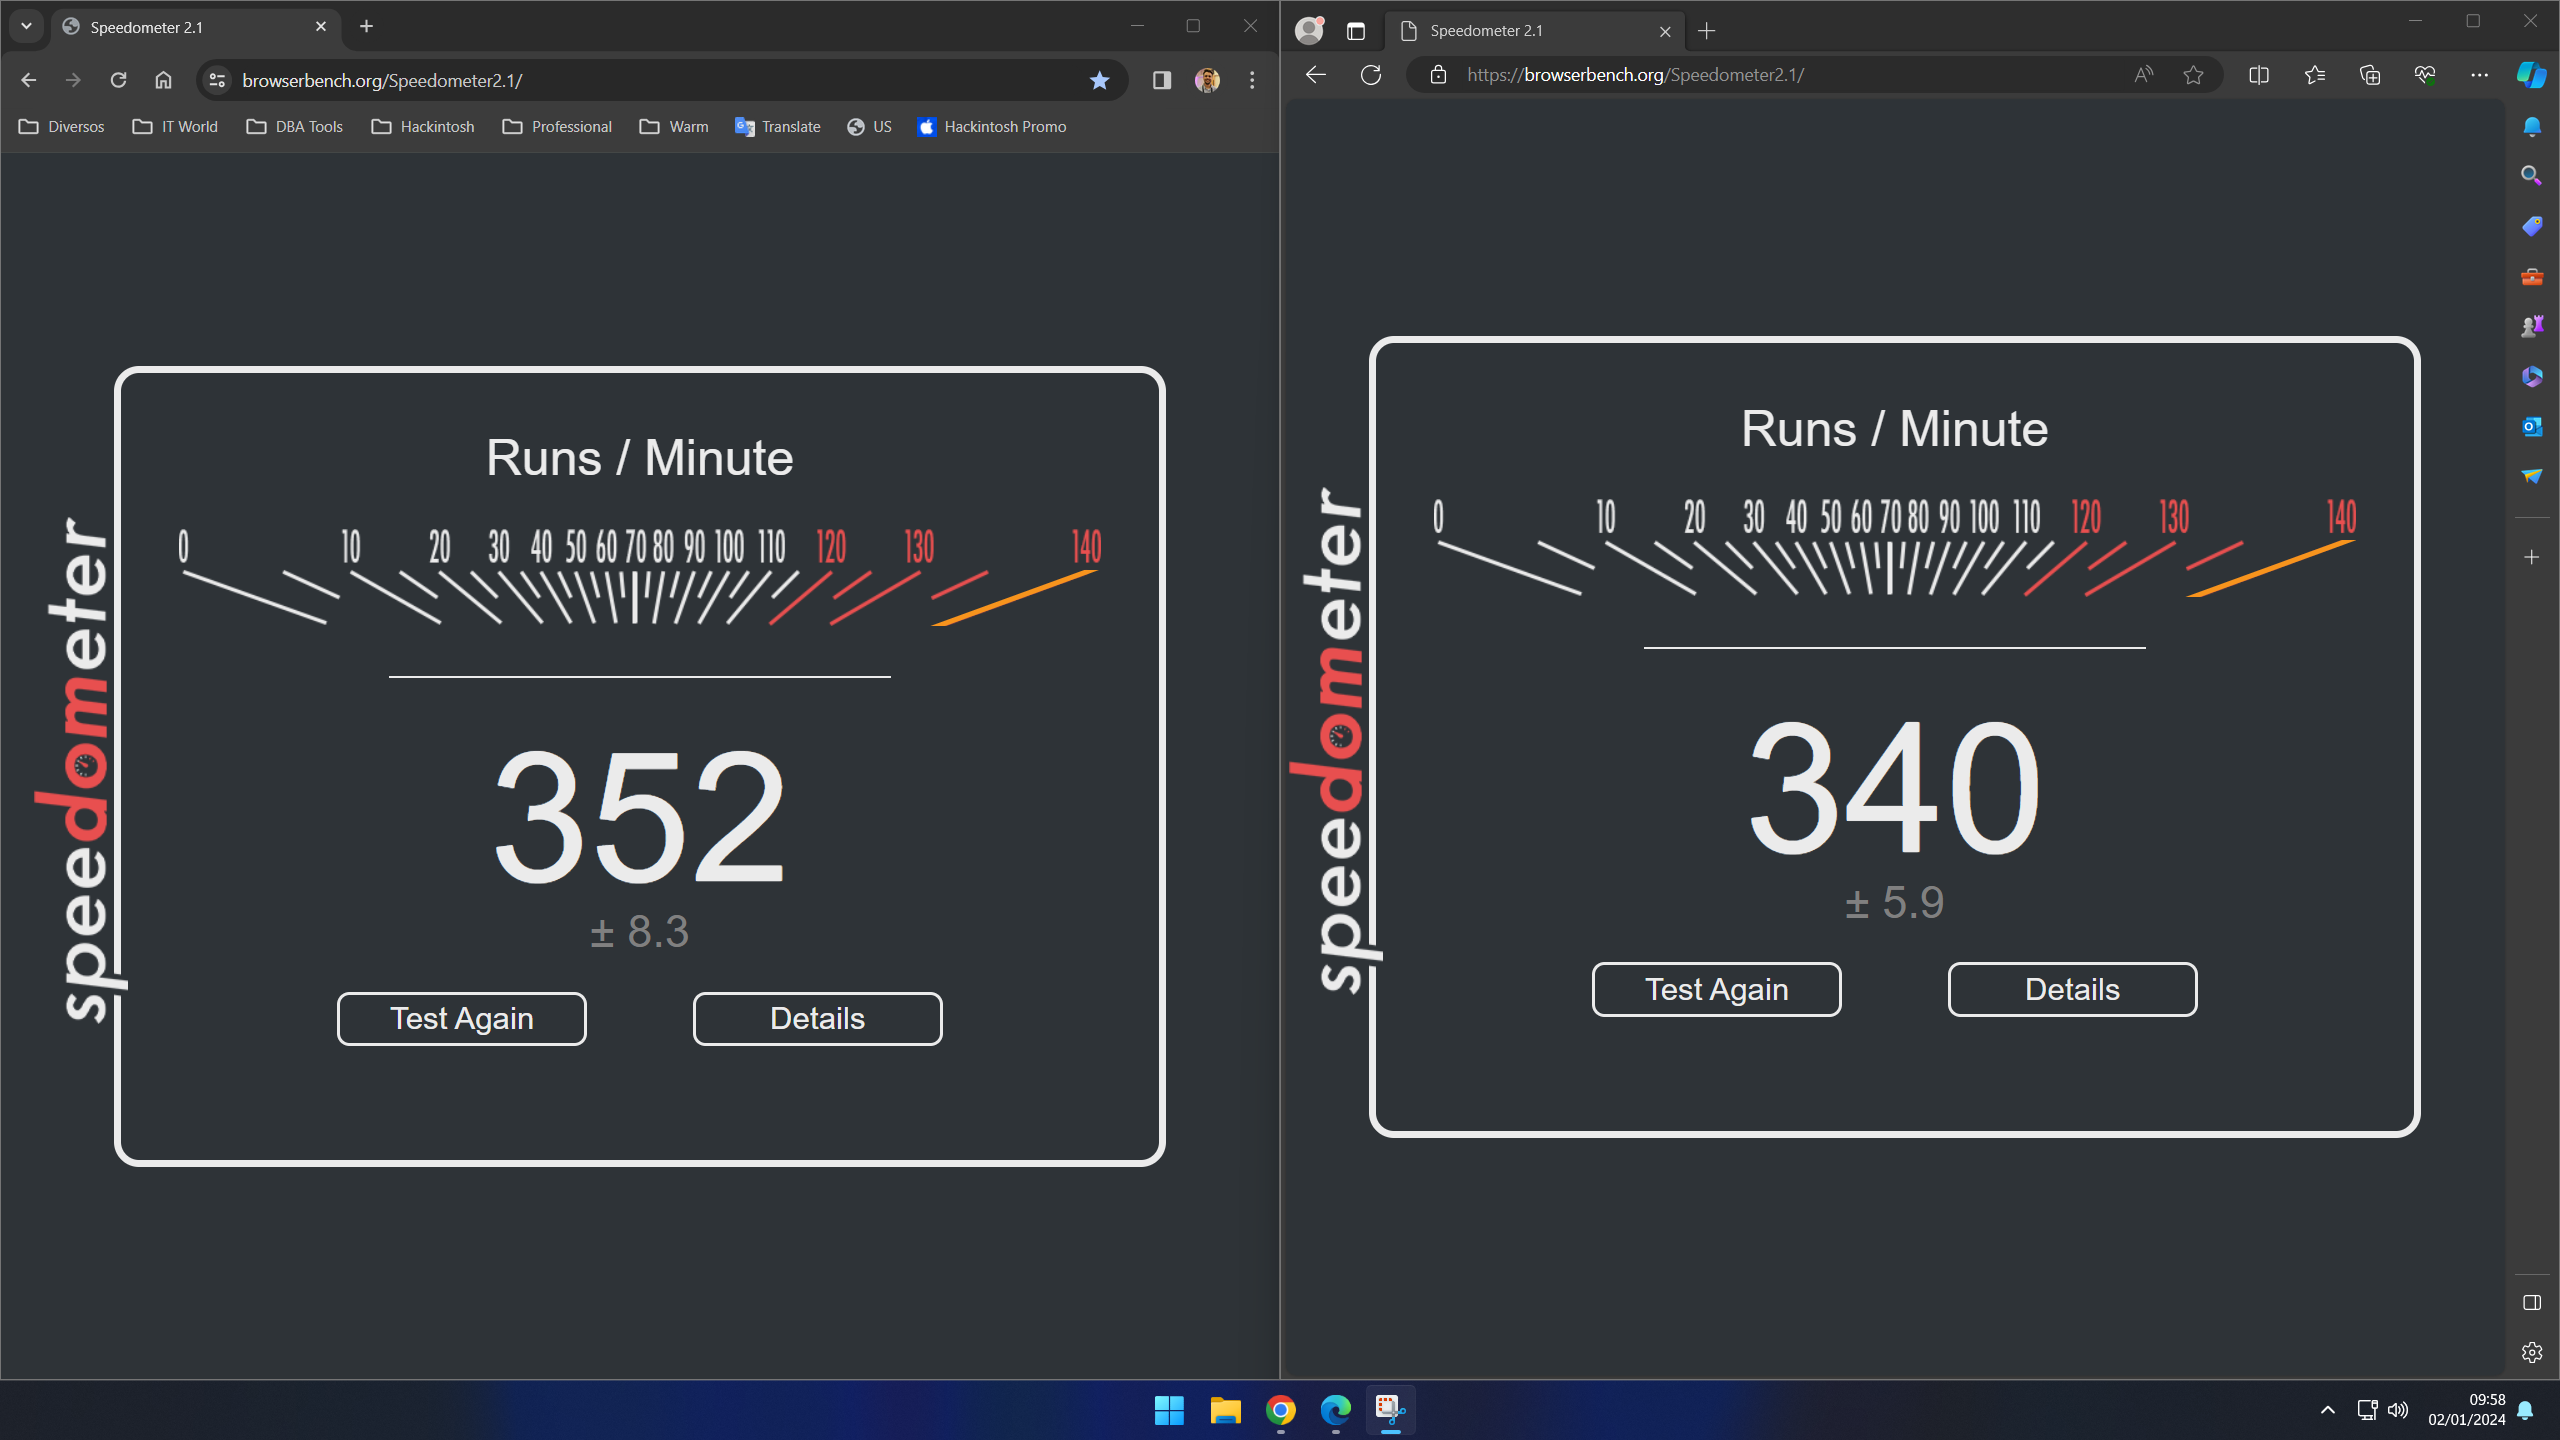 Speedometer 2.1
browserbench.org/Speedometer2.1/
Diversos IT World DBA Tools Hackintosh Professional Warm Translate US Hackintosh Promo
speedometer
Runs / Minute
0 10 20 30 40 50 60 70 80 90 100 110 120 130 140
352
± 8.3
Test Again Details
Speedometer 2.1
https://browserbench.org/Speedometer2.1/
speedometer
Runs / Minute
0 10 20 30 40 50 60 70 80 90 100 110 120 130 140
340
± 5.9
Test Again Details
09:58
02/01/2024